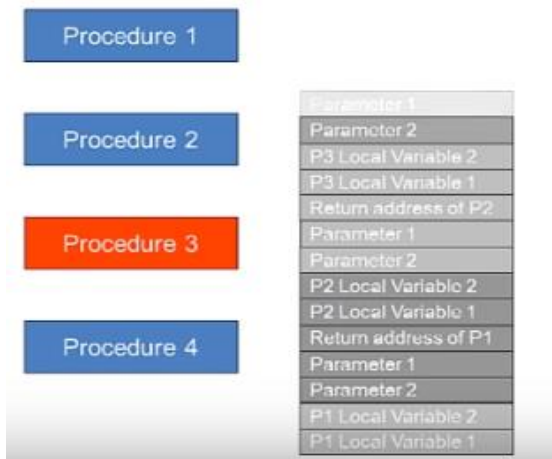 Procedure 1
Procedure 2
Procedure 3
Procedure 4
Parameter 1
Parameter 2
P3 Local Variable 2
P3 Local Variable 1
Return address of P2
Parameter 1
Parameter 2
P2 Local Variable 2
P2 Local Variable 1
Return address of P1
Parameter 1
Parameter 2
P1 Local Variable 2
P1 Local Variable 1